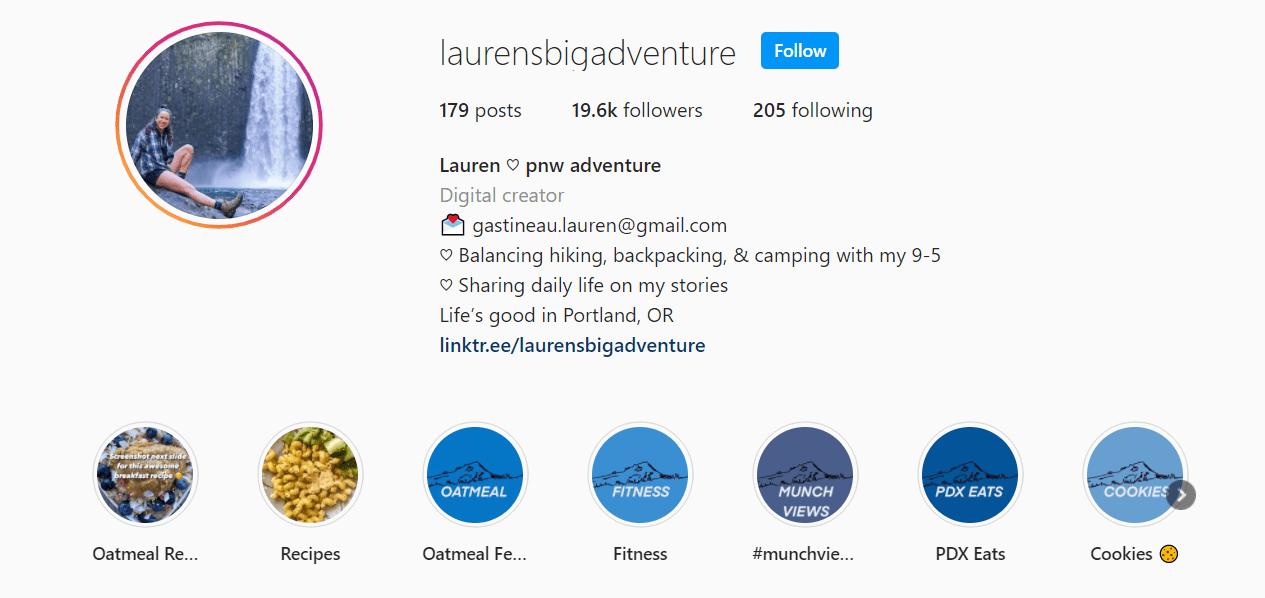 laurensbigadventure Follow
179 posts 19.6k followers 205 following
Lauren ♡ pnw adventure
Digital creator
💌 gastineau.lauren@gmail.com
♡ Balancing hiking, backpacking, & camping with my 9-5
♡ Sharing daily life on my stories
Life’s good in Portland, OR
linktr.ee/laurensbigadventure
Screenshot next slide
for this awesome
breakfast recipe
OATMEAL
FITNESS
MUNCH
VIEWS
PDX EATS
COOKIES
Oatmeal Re...
Recipes
Oatmeal Fe...
Fitness
#munchvie...
PDX Eats
Cookies 🍪